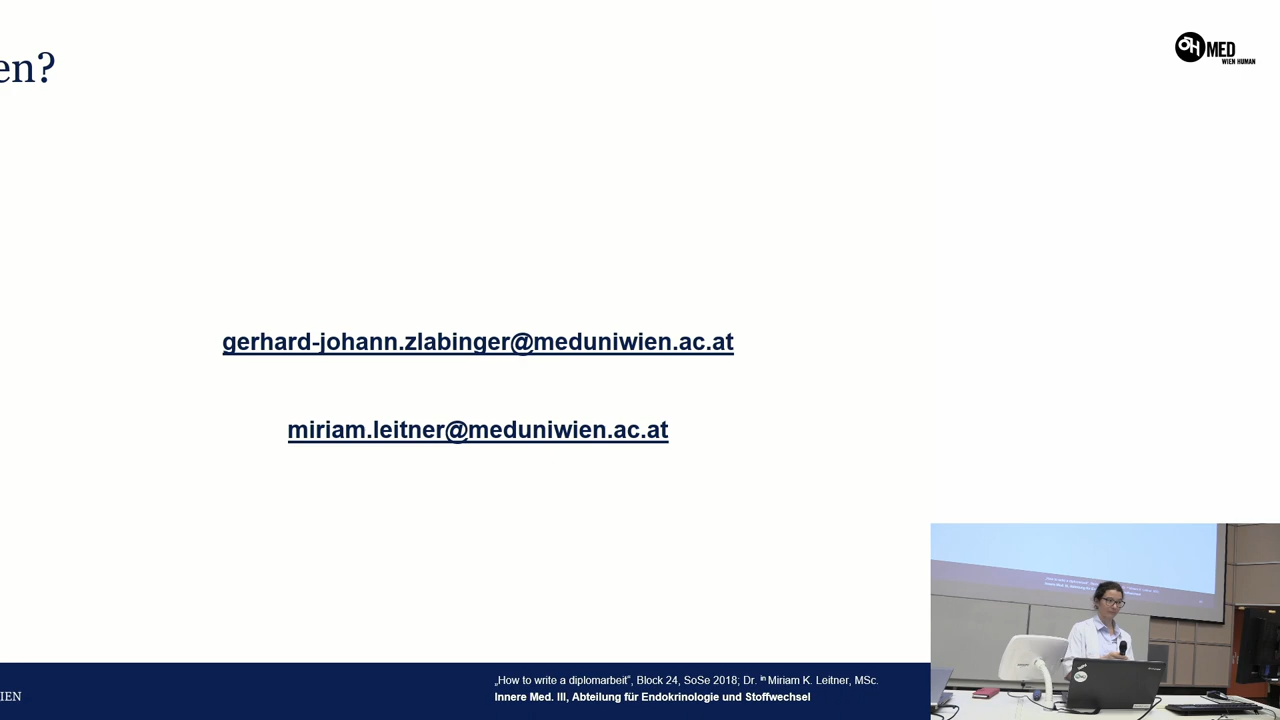 en?
ÖH MED
WIEN HUMAN
gerhard-johann.zlabinger@meduniwien.ac.at
miriam.leitner@meduniwien.ac.at
IEN
„How to write a diplomarbeit“, Block 24, SoSe 2018; Dr. in Miriam K. Leitner, MSc.
Innere Med. III, Abteilung für Endokrinologie und Stoffwechsel